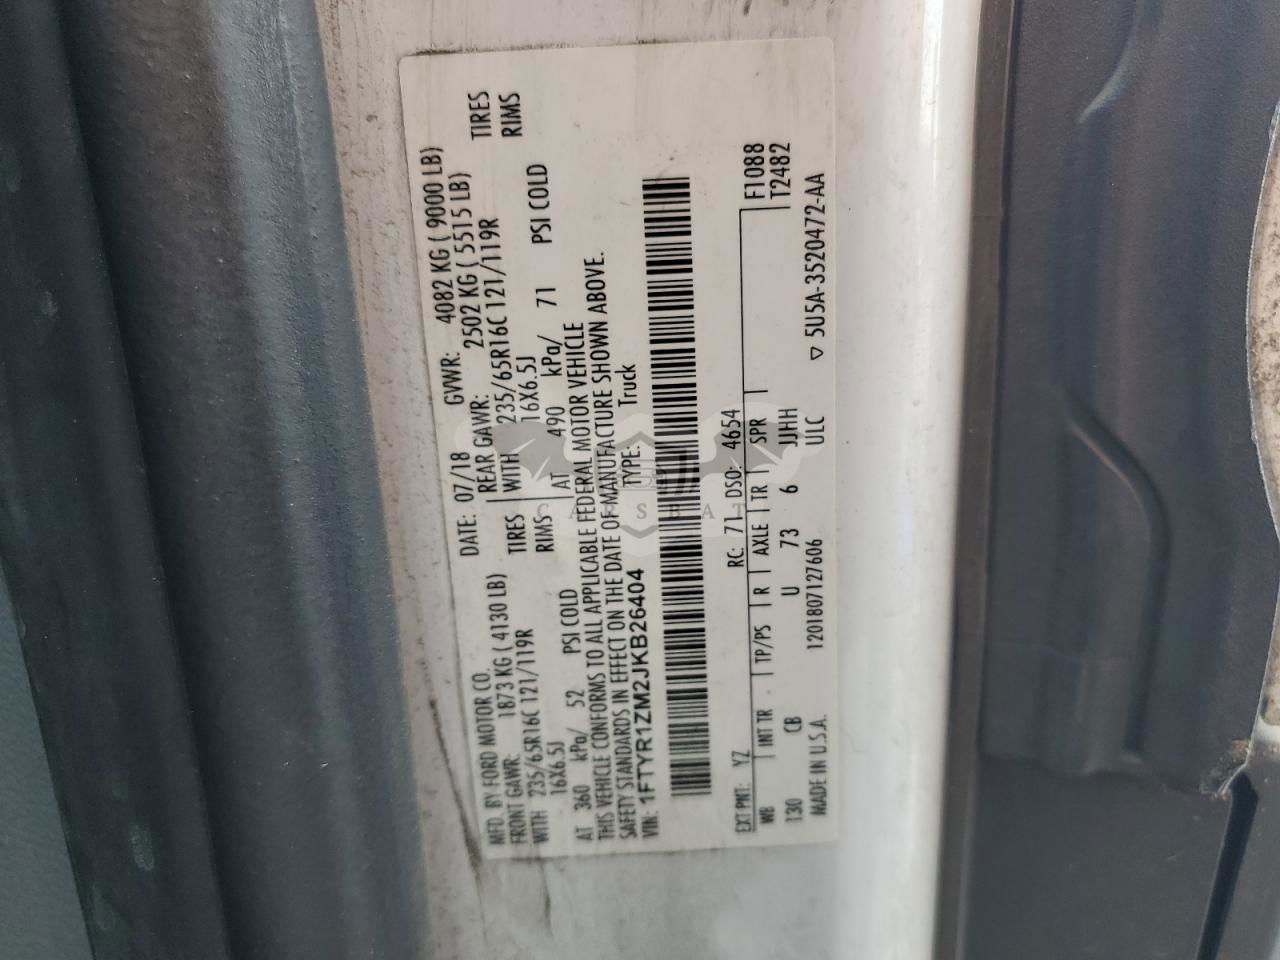 MFD. BY FORD MOTOR CO. DATE: 07/18 GVWR: 4082 KG ( 9000 LB)
FRONT GAWR: 1873 KG ( 4130 LB) REAR GAWR: 2502 KG ( 5515 LB)
WITH 235/65R16C 121/119R TIRES WITH 235/65R16C 121/119R TIRES
16X6.5J RIMS 16X6.5J RIMS
AT 360 kPa/ 52 PSI COLD AT 490 kPa/ 71 PSI COLD
THIS VEHICLE CONFORMS TO ALL APPLICABLE FEDERAL MOTOR VEHICLE
SAFETY STANDARDS IN EFFECT ON THE DATE OF MANUFACTURE SHOWN ABOVE.
VIN: 1FTYR1ZM2JKB26404 TYPE: Truck
CARSBAT
EXT PNT: YZ RC: 71 DSO: 4654 F1088
WB INT TR TP/PS R AXLE TR SPR T2482
130 CB U 73 6 JJHH
MADE IN U.S.A. 1201807127606 ULC ▽ 5U5A-3520472-AA